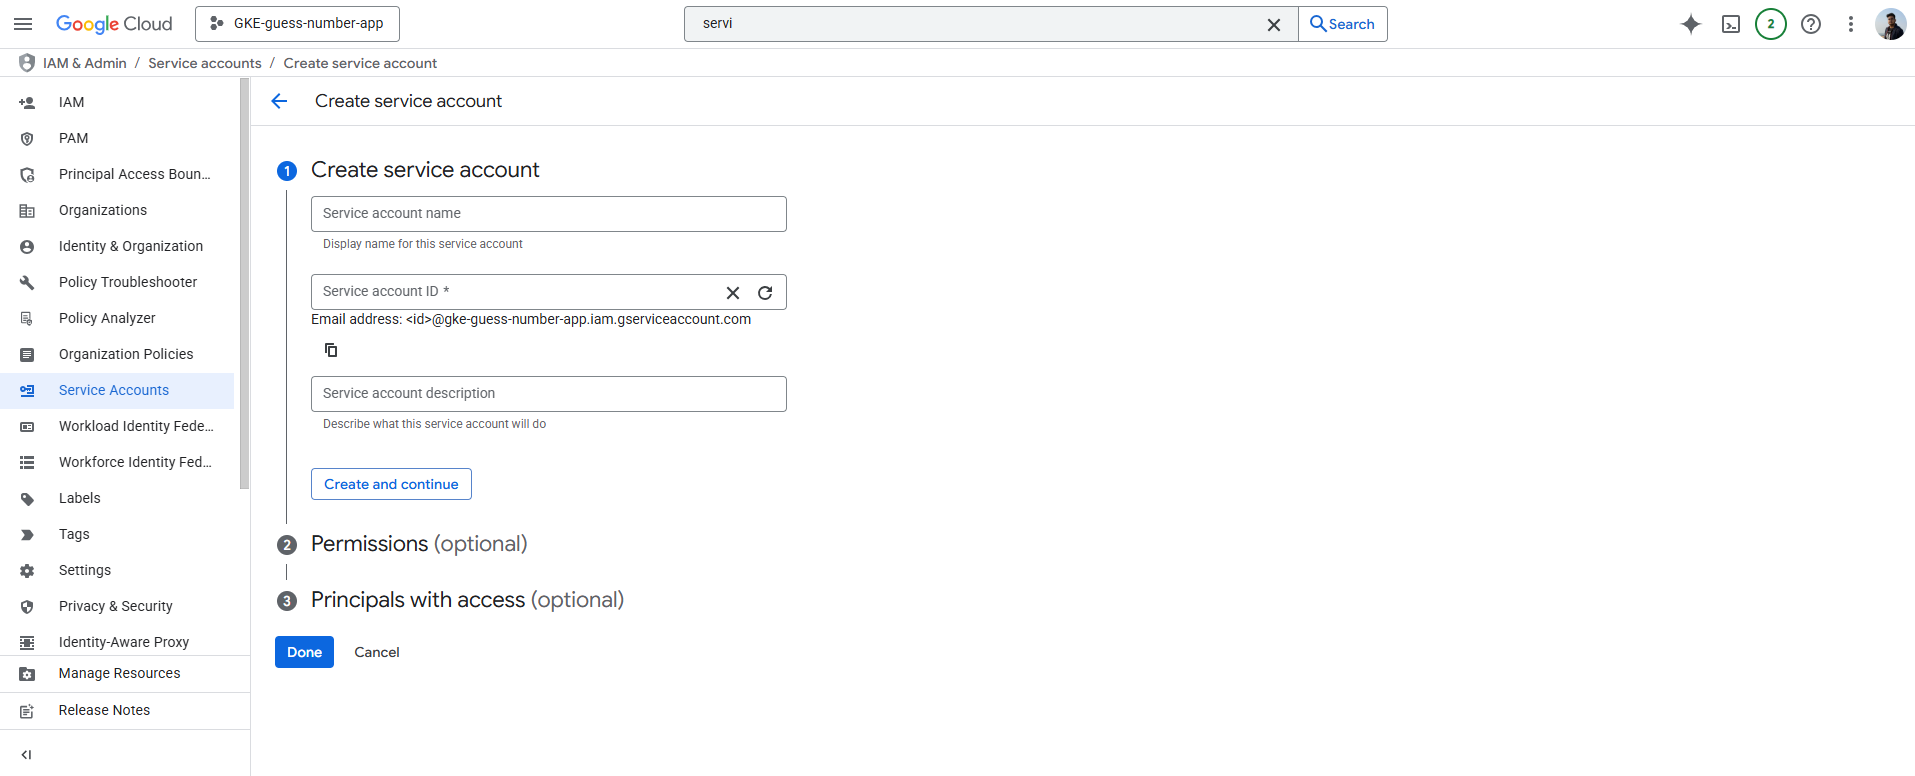 Google Cloud
GKE-guess-number-app
servi
Search
2
IAM & Admin / Service accounts / Create service account
IAM
PAM
Principal Access Boun...
Organizations
Identity & Organization
Policy Troubleshooter
Policy Analyzer
Organization Policies
Service Accounts
Workload Identity Fede...
Workforce Identity Fed...
Labels
Tags
Settings
Privacy & Security
Identity-Aware Proxy
Manage Resources
Release Notes
Create service account
1 Create service account
Service account name
Display name for this service account
Service account ID *
Email address: <id>@gke-guess-number-app.iam.gserviceaccount.com
Service account description
Describe what this service account will do
Create and continue
2 Permissions (optional)
3 Principals with access (optional)
Done Cancel